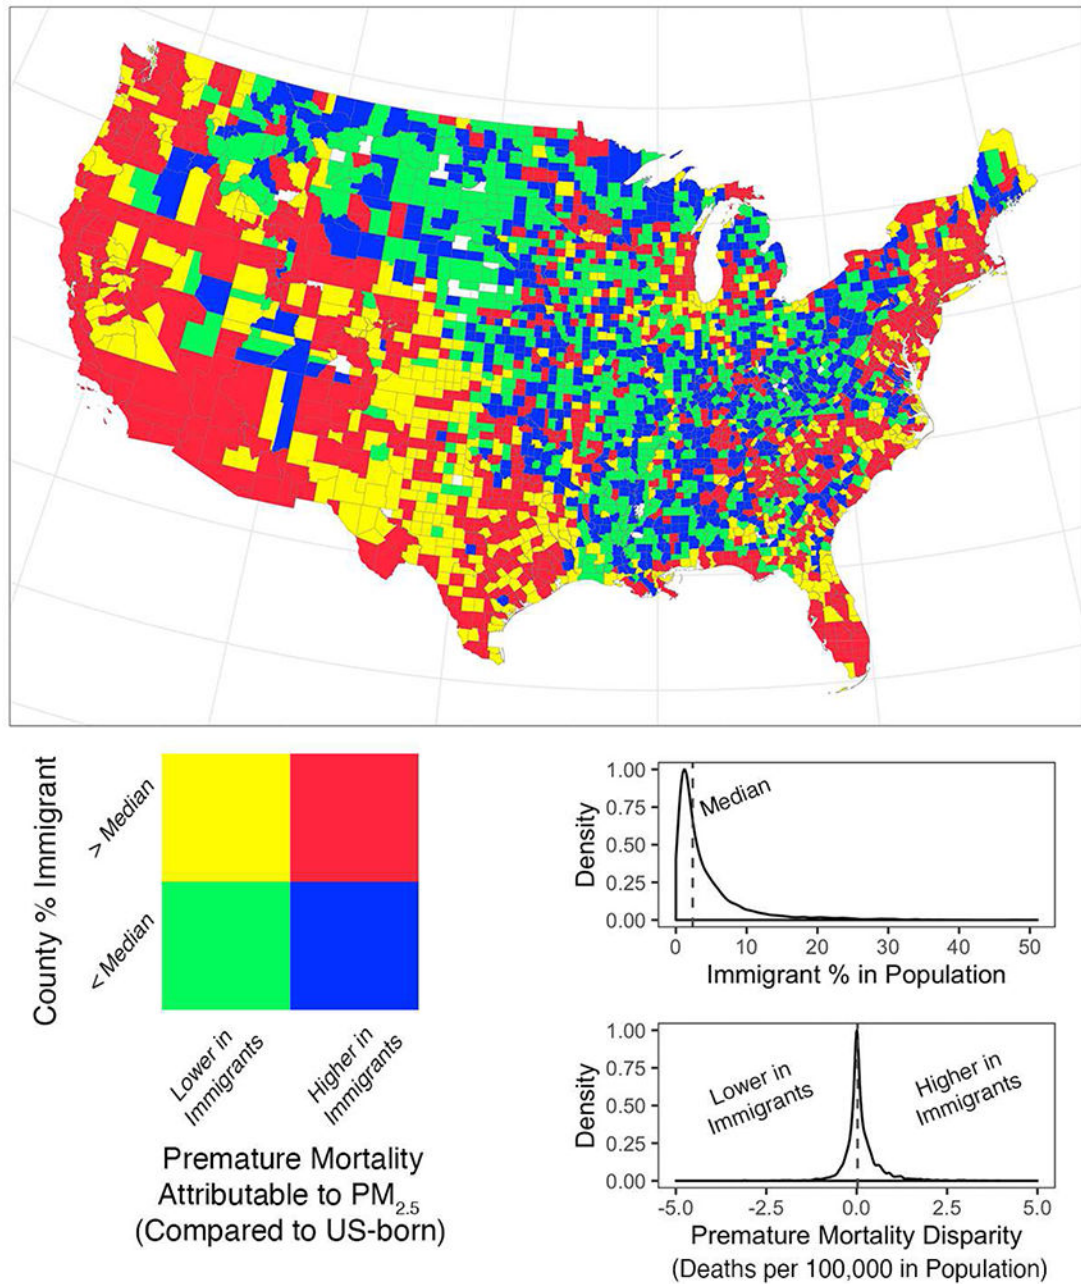 County % Immigrant
> Median
< Median
Lower in
Immigrants
Higher in
Immigrants
Premature Mortality
Attributable to PM2.5
(Compared to US-born)
Density
1.00
0.75
0.50
0.25
0.00
Median
0 10 20 30 40 50
Immigrant % in Population
Density
1.00
0.75
0.50
0.25
0.00
Lower in
Immigrants
Higher in
Immigrants
-5.0 -2.5 0.0 2.5 5.0
Premature Mortality Disparity
(Deaths per 100,000 in Population)